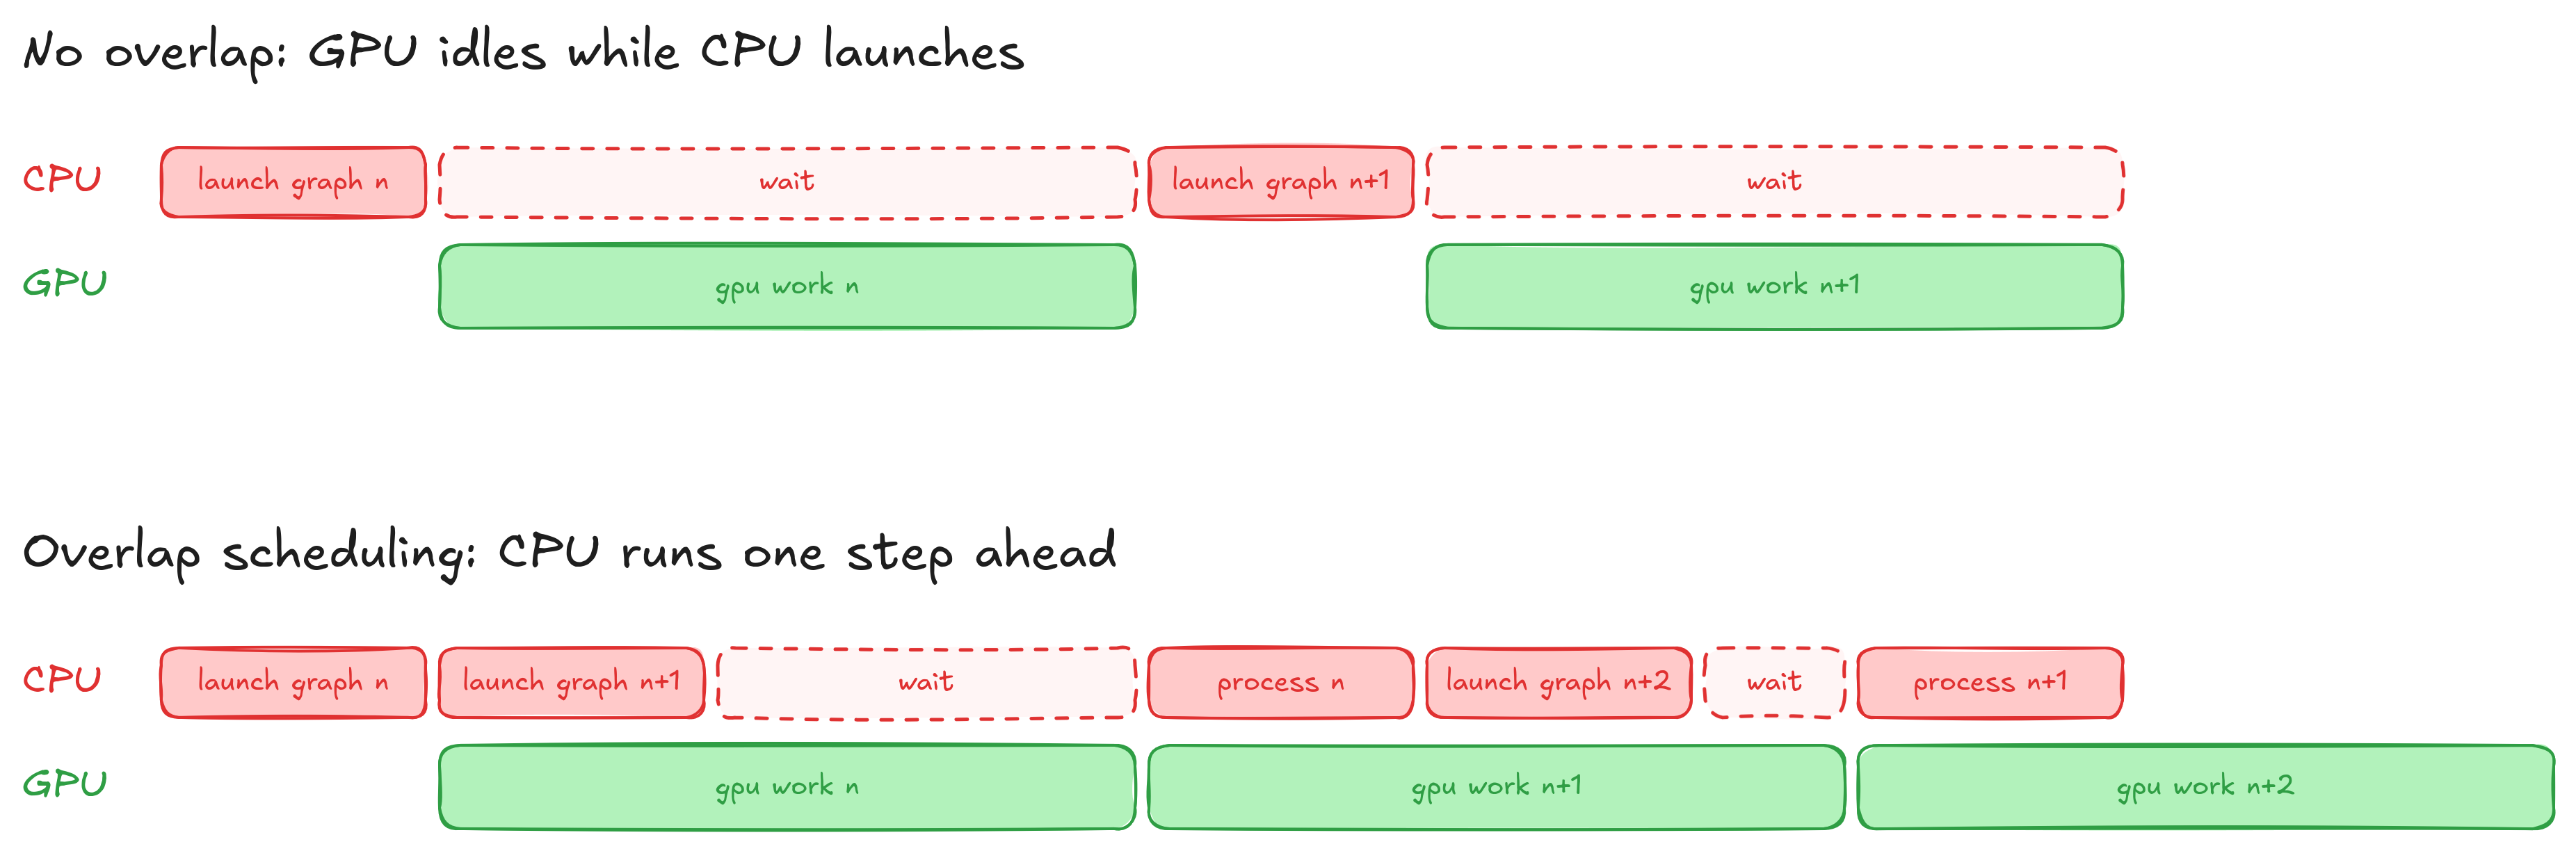 No overlap: GPU idles while CPU launches
CPU
launch graph n
wait
launch graph n+1
wait
GPU
gpu work n
gpu work n+1
Overlap scheduling: CPU runs one step ahead
CPU
launch graph n
launch graph n+1
wait
process n
launch graph n+2
wait
process n+1
GPU
gpu work n
gpu work n+1
gpu work n+2